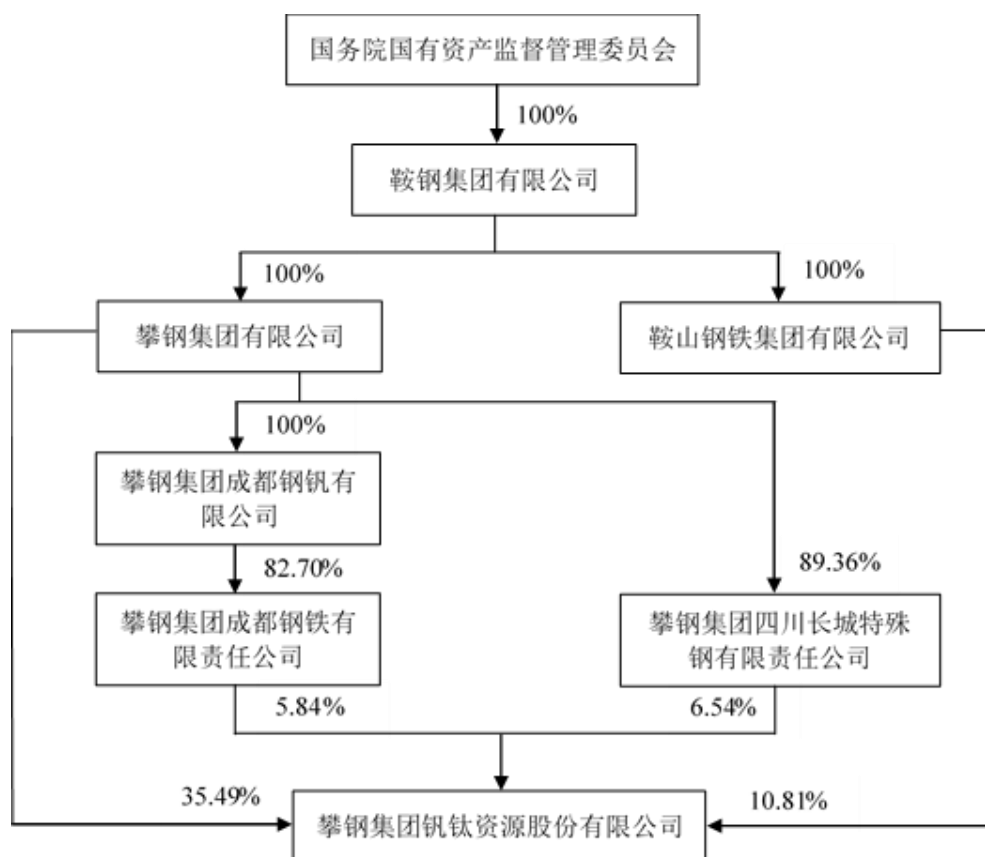 国务院国有资产监督管理委员会
100%
鞍钢集团有限公司
100%
100%
攀钢集团有限公司
鞍山钢铁集团有限公司
100%
攀钢集团成都钢钒有
限公司
82.70%
89.36%
攀钢集团成都钢铁有
限责任公司
攀钢集团四川长城特殊
钢有限责任公司
5.84%
6.54%
35.49%
10.81%
攀钢集团钒钛资源股份有限公司